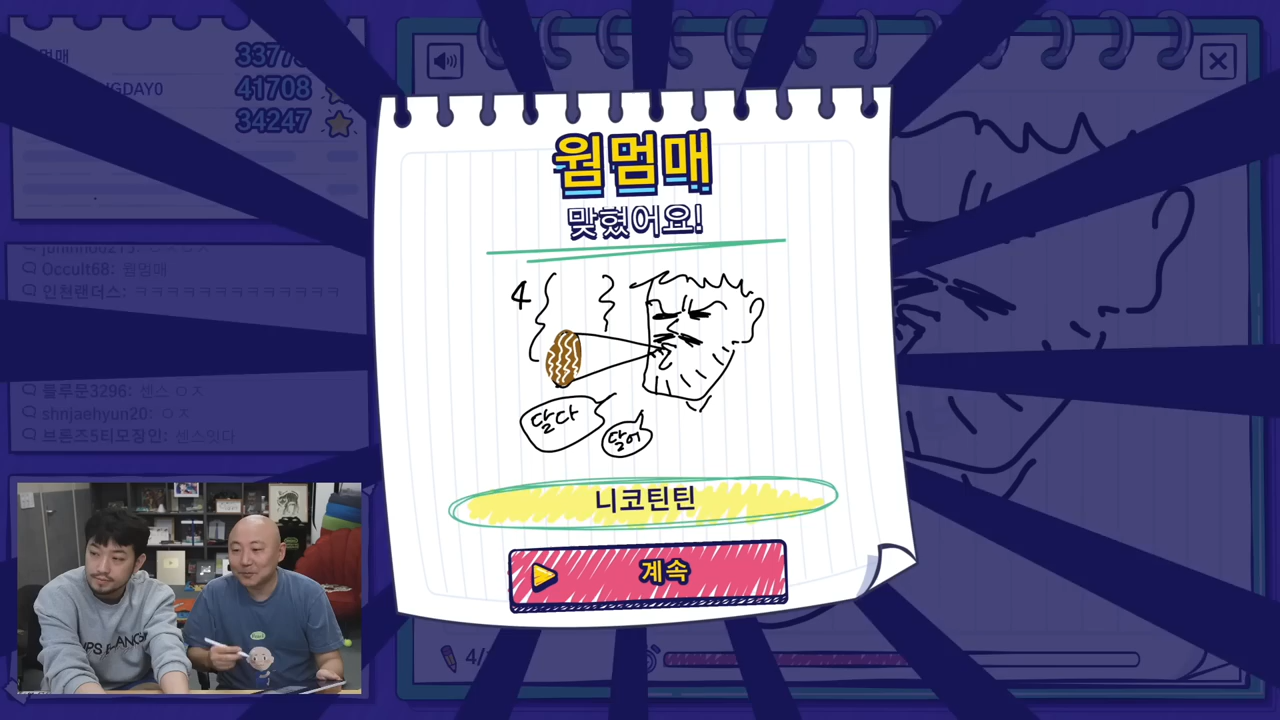 41708
34247
웜멈매
맞혔어요!
4
달다
달어
니코틴틴
계속
Occult68: 웜멈매
인천랜더스: ㅋㅋㅋㅋㅋㅋㅋㅋㅋㅋㅋㅋㅋ
블루문3296: 센스 ㅇㅈ
shnjaehyun20: ㅇㅈ
브론즈5티모장인: 센스있다